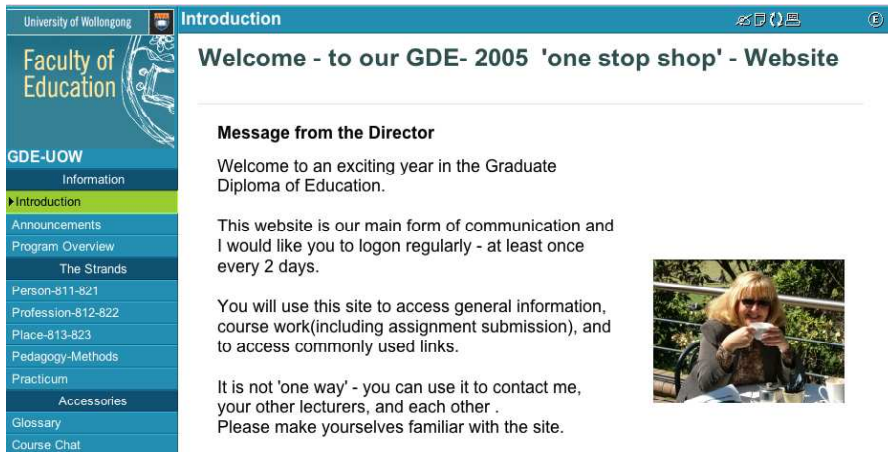 University of Wollongong
Introduction
E
Faculty of
Education
GDE-UOW
Information
Introduction
Announcements
Program Overview
The Strands
Person-811-821
Profession-812-822
Place-813-823
Pedagogy-Methods
Practicum
Accessories
Glossary
Course Chat
Welcome - to our GDE- 2005 'one stop shop' - Website
Message from the Director
Welcome to an exciting year in the Graduate
Diploma of Education.
This website is our main form of communication and
I would like you to logon regularly - at least once
every 2 days.
You will use this site to access general information,
course work(including assignment submission), and
to access commonly used links.
It is not 'one way' - you can use it to contact me,
your other lecturers, and each other .
Please make yourselves familiar with the site.